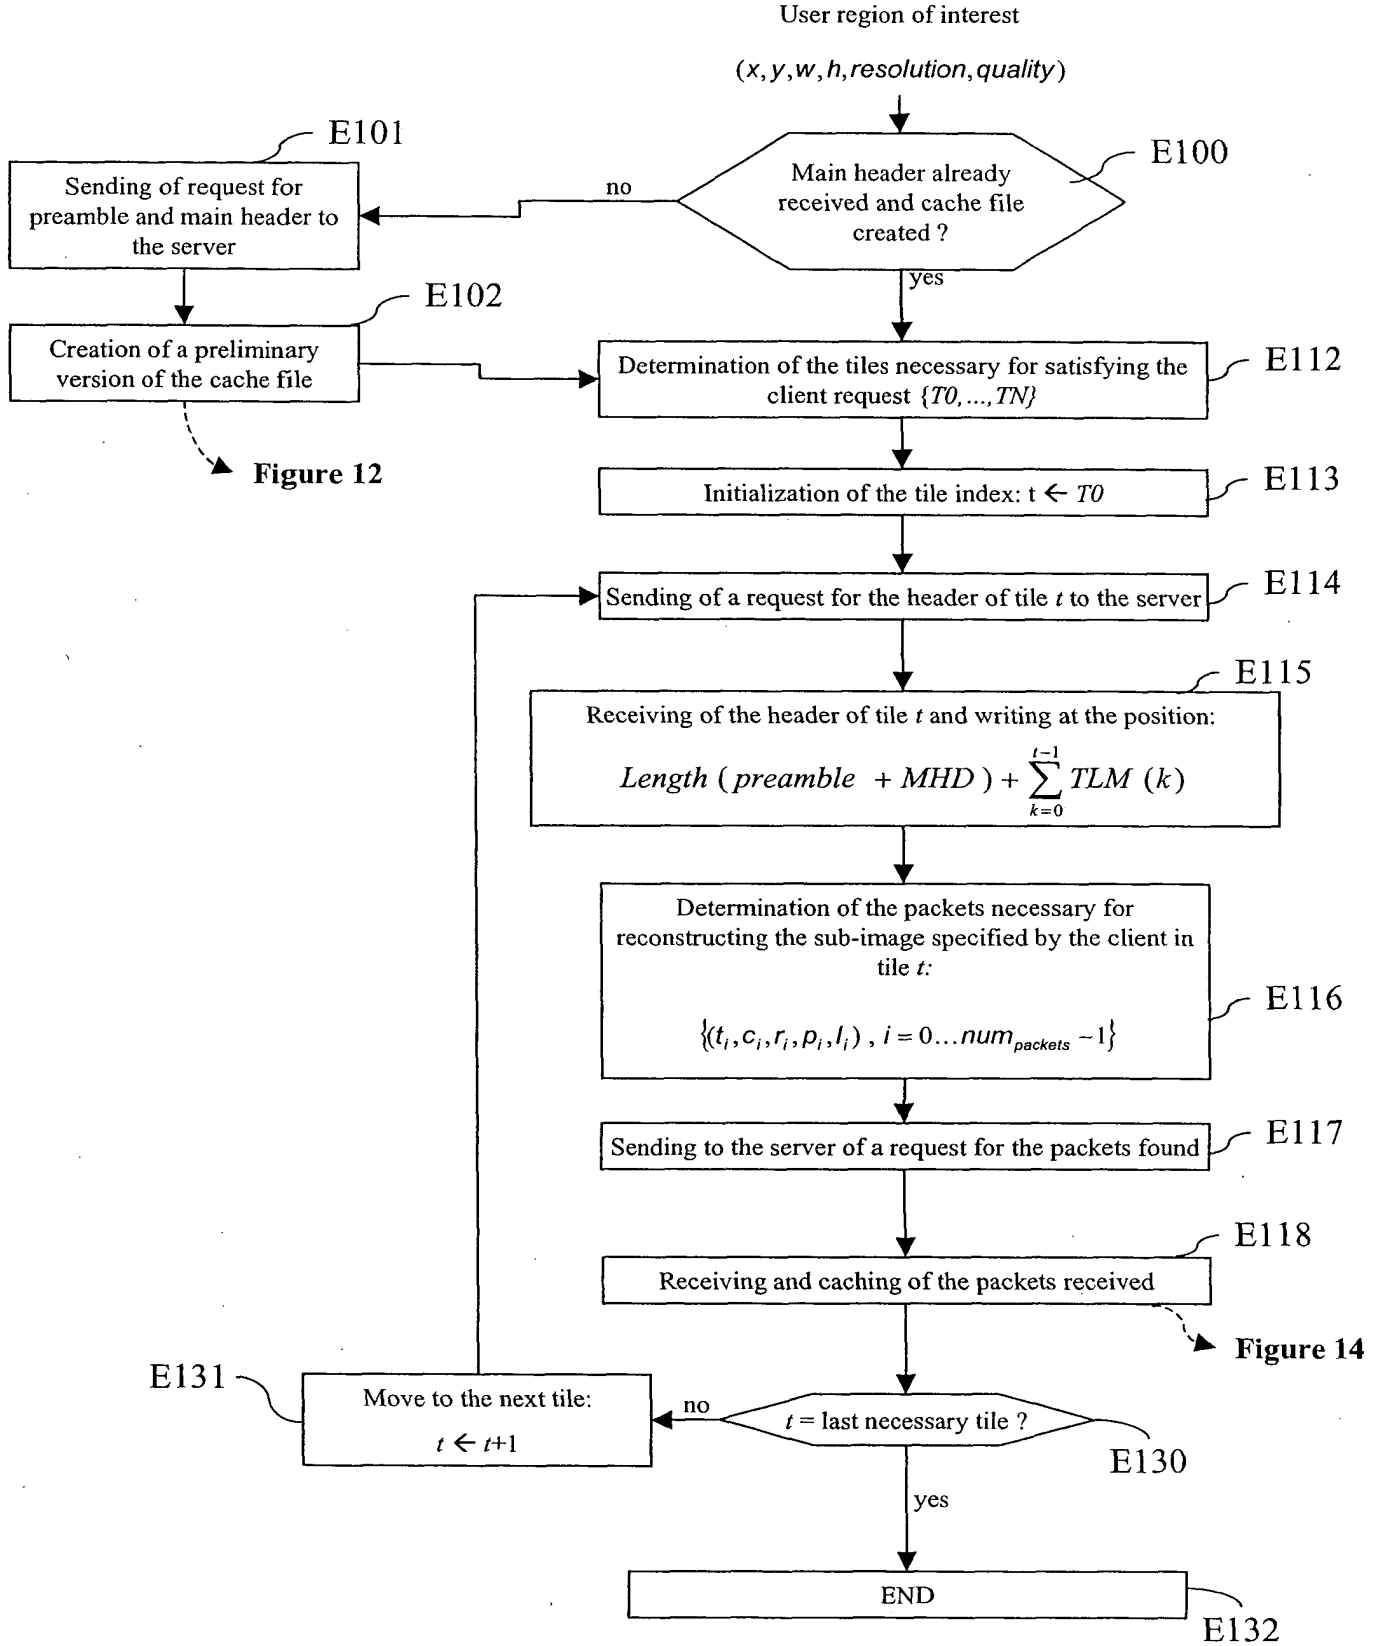 User region of interest
(x, y, w, h, resolution, quality)
E101
E100
Sending of request for
preamble and main header to
the server
no
Main header already
received and cache file
created ?
yes
E102
Creation of a preliminary
version of the cache file
E112
Determination of the tiles necessary for satisfying the
client request {T0, ..., TN}
Figure 12
E113
Initialization of the tile index: t ← T0
E114
Sending of a request for the header of tile t to the server
E115
Receiving of the header of tile t and writing at the position:
Length ( preamble + MHD ) + ∑_{k=0}^{t−1} TLM (k)
Determination of the packets necessary for
reconstructing the sub-image specified by the client in
tile t:
E116
{(t_i, c_i, r_i, p_i, l_i) , i = 0...num_packets −1}
E117
Sending to the server of a request for the packets found
E118
Receiving and caching of the packets received
Figure 14
E131
Move to the next tile:
t ← t+1
no
t = last necessary tile ?
E130
yes
END
E132